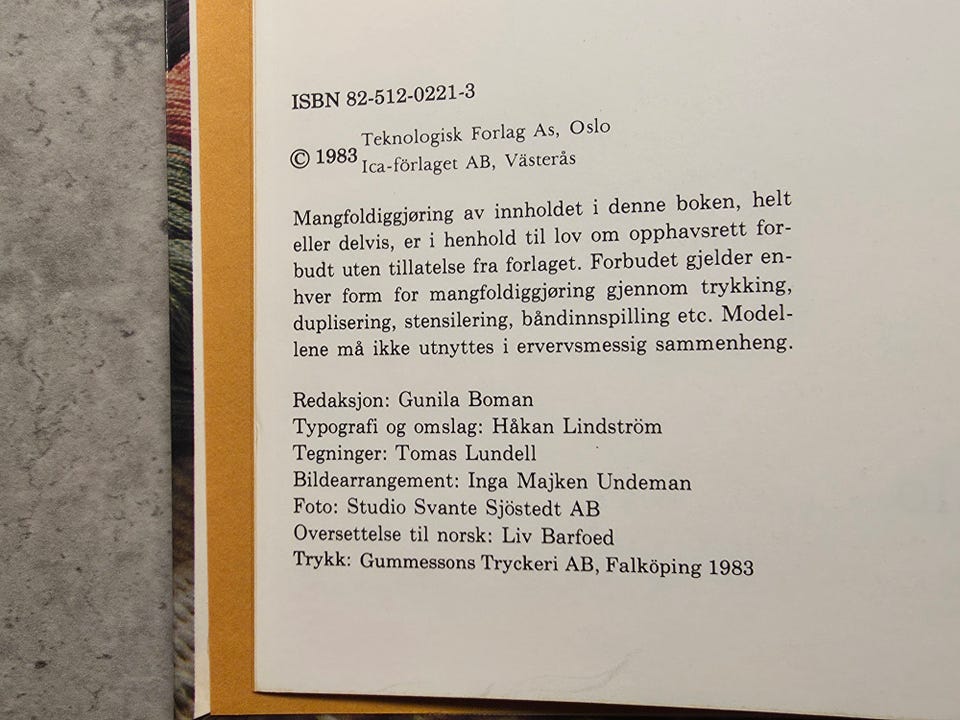 ISBN 82-512-0221-3
© 1983 Teknologisk Forlag As, Oslo
Ica-förlaget AB, Västerås
Mangfoldiggjøring av innholdet i denne boken, helt
eller delvis, er i henhold til lov om opphavsrett for-
budt uten tillatelse fra forlaget. Forbudet gjelder en-
hver form for mangfoldiggjøring gjennom trykking,
duplisering, stensilering, båndinnspilling etc. Model-
lene må ikke utnyttes i ervervsmessig sammenheng.
Redaksjon: Gunila Boman
Typografi og omslag: Håkan Lindström
Tegninger: Tomas Lundell
Bildearrangement: Inga Majken Undeman
Foto: Studio Svante Sjöstedt AB
Oversettelse til norsk: Liv Barfoed
Trykk: Gummessons Tryckeri AB, Falköping 1983